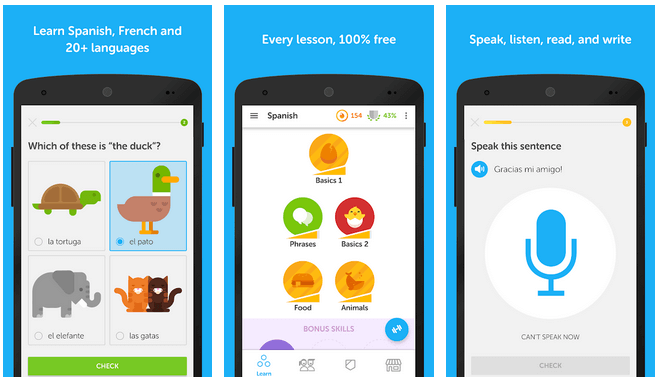 Learn Spanish, French and
20+ languages
Which of these is “the duck”?
la tortuga
el pato
el elefante
las gatas
CHECK
Every lesson, 100% free
Spanish
154
43%
Basics 1
Phrases
Basics 2
Food
Animals
BONUS SKILLS
Learn
Speak, listen, read, and write
Speak this sentence
Gracias mi amigo!
CAN'T SPEAK NOW
CHECK